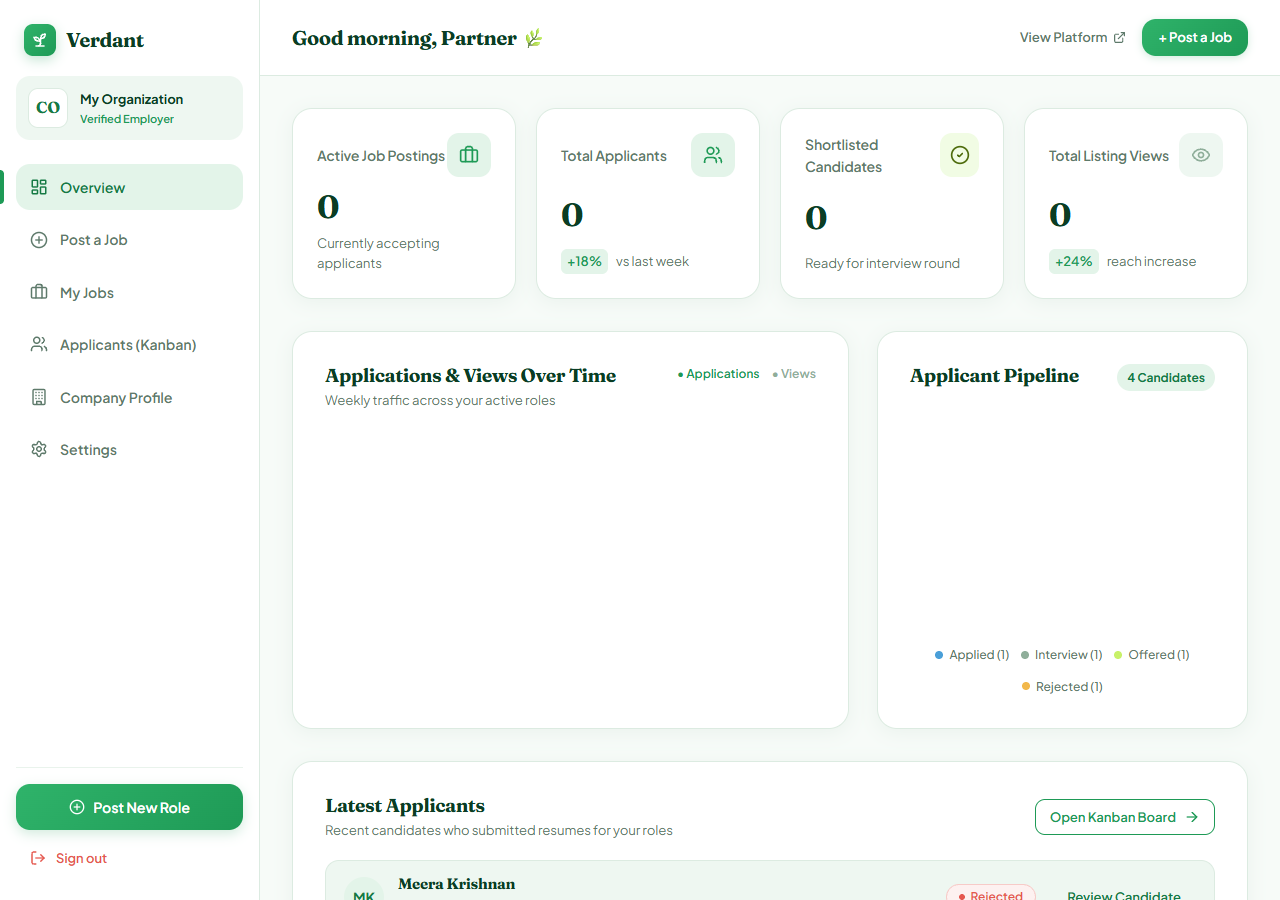 Verdant
CO
My Organization
Verified Employer
Overview
Post a Job
My Jobs
Applicants (Kanban)
Company Profile
Settings
Post New Role
Sign out
Good morning, Partner
View Platform
+ Post a Job
Active Job Postings
0
Currently accepting
applicants
Total Applicants
0
+18% vs last week
Shortlisted
Candidates
0
Ready for interview round
Total Listing Views
0
+24% reach increase
Applications & Views Over Time
Weekly traffic across your active roles
• Applications • Views
Applicant Pipeline
4 Candidates
Applied (1) Interview (1) Offered (1)
Rejected (1)
Latest Applicants
Recent candidates who submitted resumes for your roles
Open Kanban Board
MK
Meera Krishnan
Rejected
Review Candidate